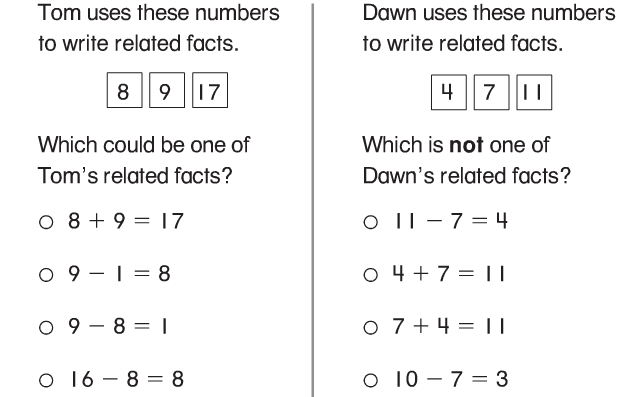 Tom uses these numbers
to write related facts.
8 9 17
Which could be one of
Tom's related facts?
8 + 9 = 17
9 − 1 = 8
9 − 8 = 1
16 − 8 = 8
Dawn uses these numbers
to write related facts.
4 7 11
Which is not one of
Dawn's related facts?
11 − 7 = 4
4 + 7 = 11
7 + 4 = 11
10 − 7 = 3